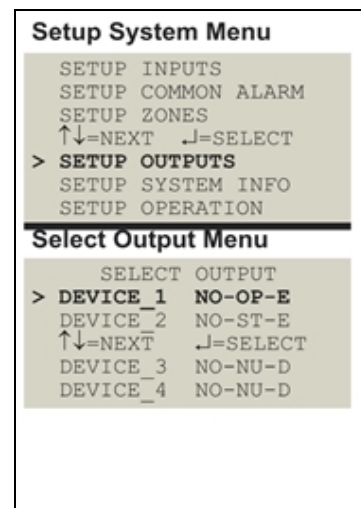 Setup System Menu
SETUP INPUTS
SETUP COMMON ALARM
SETUP ZONES
↑↓=NEXT ↵=SELECT
> SETUP OUTPUTS
SETUP SYSTEM INFO
SETUP OPERATION
Select Output Menu
SELECT OUTPUT
> DEVICE_1 NO-OP-E
DEVICE_2 NO-ST-E
↑↓=NEXT ↵=SELECT
DEVICE_3 NO-NU-D
DEVICE_4 NO-NU-D